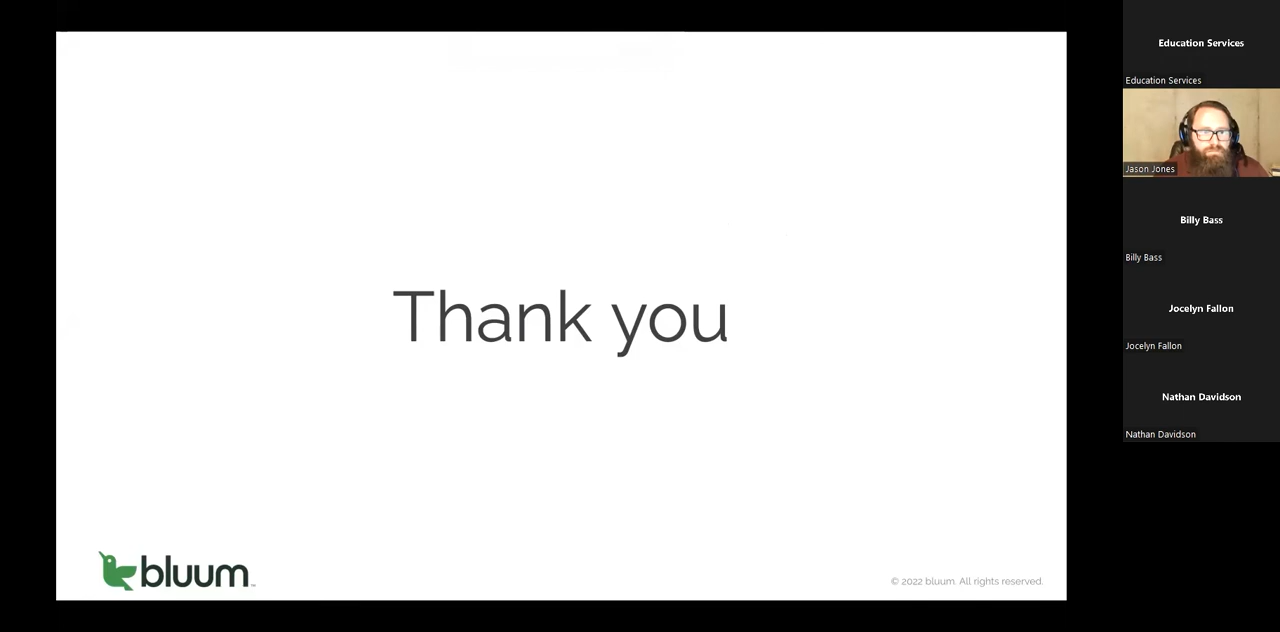 Thank you
bluum
© 2022 bluum. All rights reserved.
Education Services
Education Services
Jason Jones
Billy Bass
Billy Bass
Jocelyn Fallon
Jocelyn Fallon
Nathan Davidson
Nathan Davidson